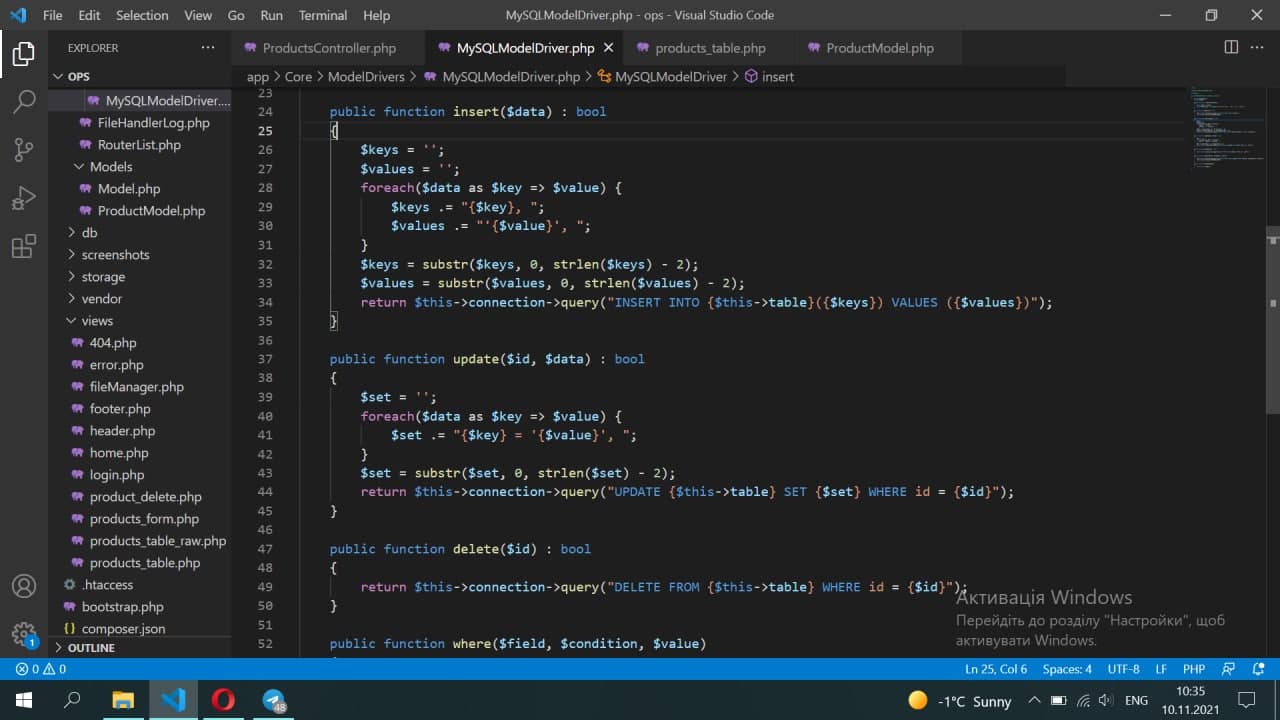 File Edit Selection View Go Run Terminal Help MySQLModelDriver.php - ops - Visual Studio Code
EXPLORER ···
ProductsController.php MySQLModelDriver.php products_table.php ProductModel.php
OPS
app > Core > ModelDrivers > MySQLModelDriver.php > MySQLModelDriver > insert
MySQLModelDriver....
FileHandlerLog.php
RouterList.php
Models
Model.php
ProductModel.php
db
screenshots
storage
vendor
views
404.php
error.php
fileManager.php
footer.php
header.php
home.php
login.php
product_delete.php
products_form.php
products_table_raw.php
products_table.php
.htaccess
bootstrap.php
{} composer.json
OUTLINE
23
24 public function insert($data) : bool
25 {
26 $keys = '';
27 $values = '';
28 foreach($data as $key => $value) {
29 $keys .= "{$key}, ";
30 $values .= "'{$value}', ";
31 }
32 $keys = substr($keys, 0, strlen($keys) - 2);
33 $values = substr($values, 0, strlen($values) - 2);
34 return $this->connection->query("INSERT INTO {$this->table}({$keys}) VALUES ({$values})");
35 }
36
37 public function update($id, $data) : bool
38 {
39 $set = '';
40 foreach($data as $key => $value) {
41 $set .= "{$key} = '{$value}', ";
42 }
43 $set = substr($set, 0, strlen($set) - 2);
44 return $this->connection->query("UPDATE {$this->table} SET {$set} WHERE id = {$id}");
45 }
46
47 public function delete($id) : bool
48 {
49 return $this->connection->query("DELETE FROM {$this->table} WHERE id = {$id}");
50 }
51
52 public function where($field, $condition, $value)
Активація Windows
Перейдіть до розділу "Настройки", щоб
активувати Windows.
1
0 0 Ln 25, Col 6 Spaces: 4 UTF-8 LF PHP
48 -1°C Sunny ENG 10:35
10.11.2021